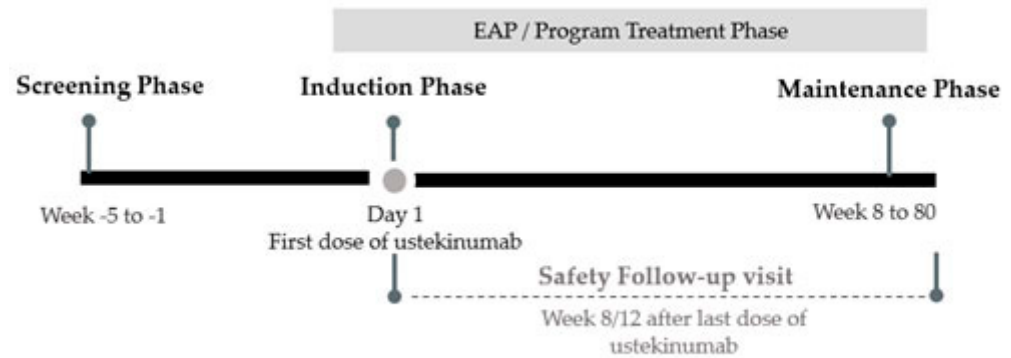 EAP / Program Treatment Phase
Screening Phase
Induction Phase
Maintenance Phase
Week -5 to -1
Day 1
First dose of ustekinumab
Week 8 to 80
Safety Follow-up visit
Week 8/12 after last dose of
ustekinumab